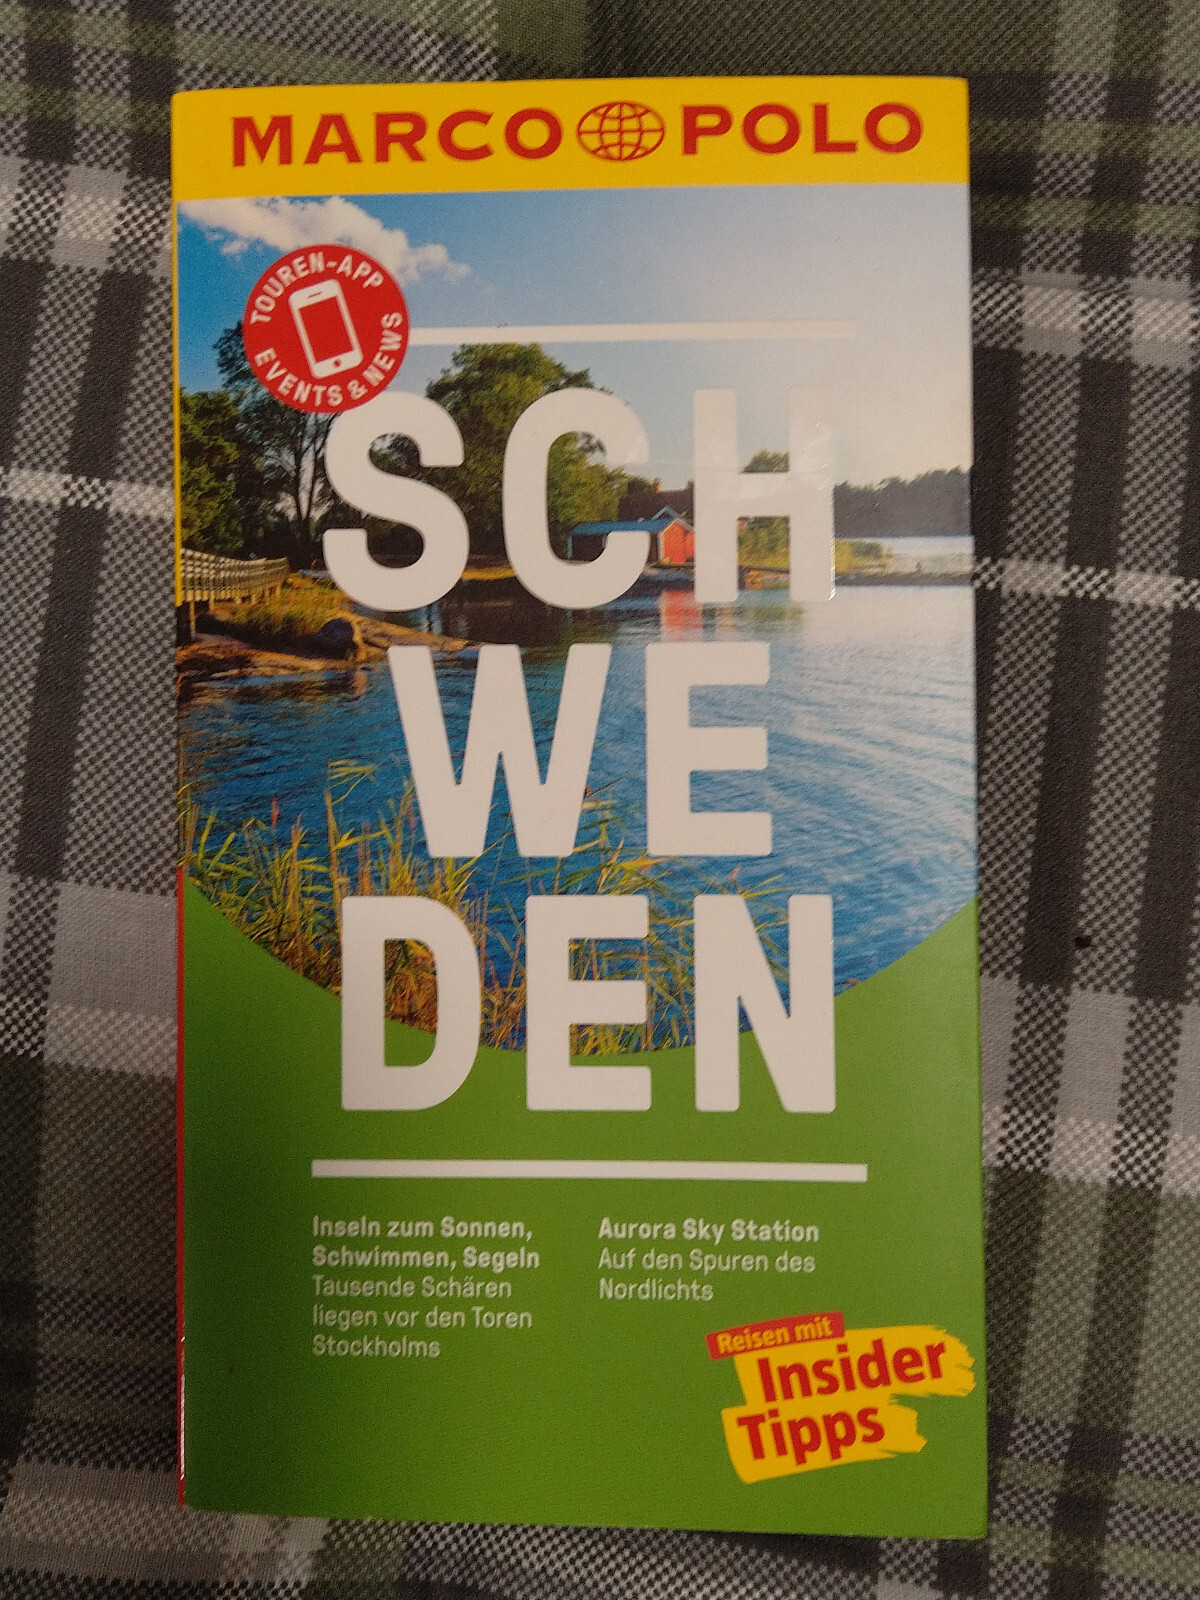 MARCO POLO
TOUREN-APP
EVENTS & NEWS
SCH
WE
DEN
Inseln zum Sonnen,
Schwimmen, Segeln
Tausende Schären
liegen vor den Toren
Stockholms
Aurora Sky Station
Auf den Spuren des
Nordlichts
Reisen mit
Insider
Tipps